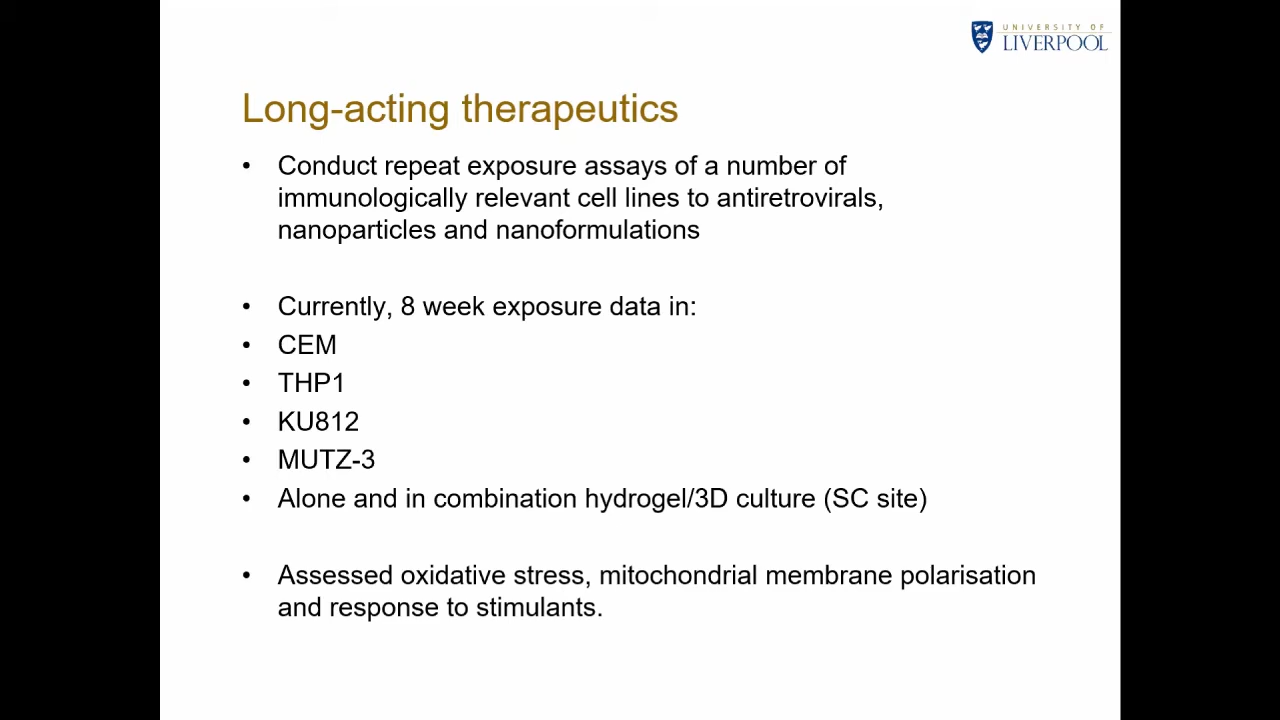 UNIVERSITY OF
LIVERPOOL
Long-acting therapeutics
• Conduct repeat exposure assays of a number of
immunologically relevant cell lines to antiretrovirals,
nanoparticles and nanoformulations
• Currently, 8 week exposure data in:
• CEM
• THP1
• KU812
• MUTZ-3
• Alone and in combination hydrogel/3D culture (SC site)
• Assessed oxidative stress, mitochondrial membrane polarisation
and response to stimulants.